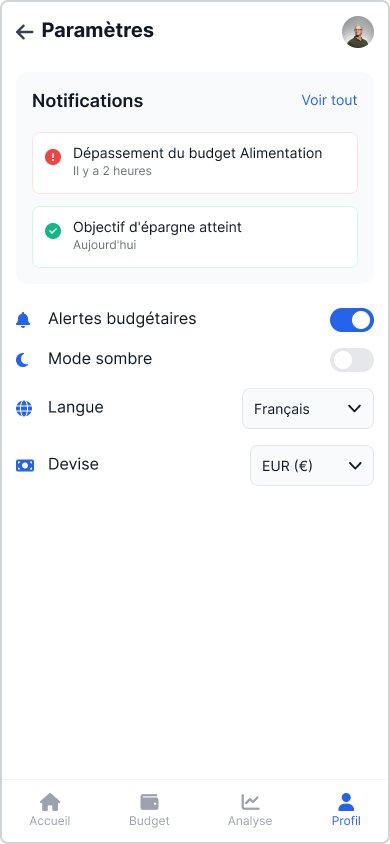 Paramètres
Notifications
Voir tout
Dépassement du budget Alimentation
Il y a 2 heures
Objectif d'épargne atteint
Aujourd'hui
Alertes budgétaires
Mode sombre
Langue
Français
Devise
EUR (€)
Accueil
Budget
Analyse
Profil